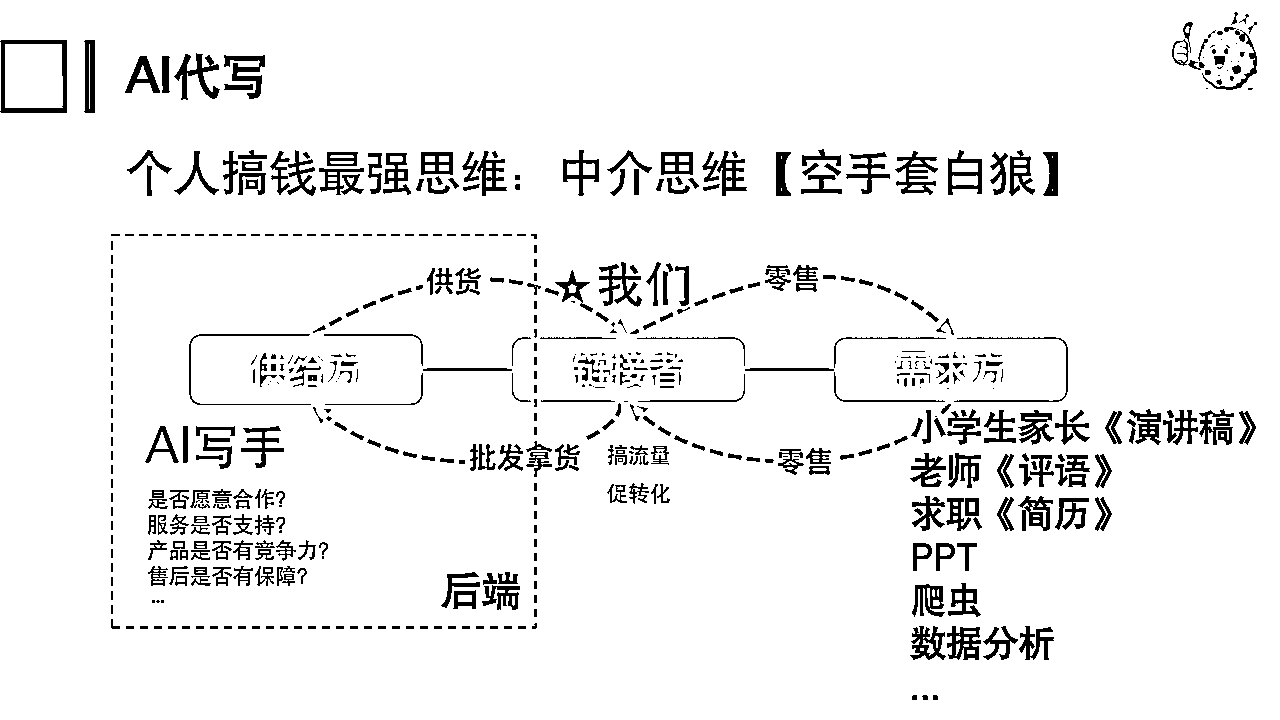 AI代写
个人搞钱最强思维：中介思维【空手套白狼】
供货
☆我们
零售
供给方
链接者
需求方
批发拿货
搞流量
促转化
零售
AI写手
是否愿意合作?
服务是否支持?
产品是否有竞争力?
售后是否有保障?
...
后端
小学生家长《演讲稿》
老师《评语》
求职《简历》
PPT
爬虫
数据分析
...